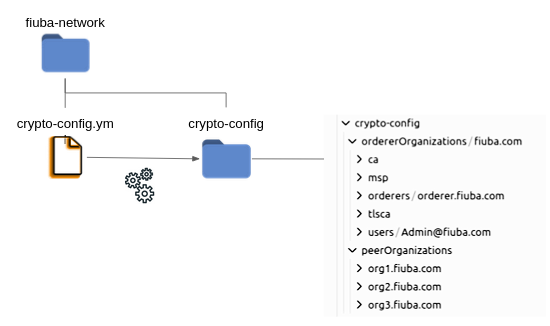 fiuba-network
crypto-config.ym
crypto-config
crypto-config
ordererOrganizations / fiuba.com
ca
msp
orderers / orderer.fiuba.com
tlsca
users / Admin@fiuba.com
peerOrganizations
org1.fiuba.com
org2.fiuba.com
org3.fiuba.com